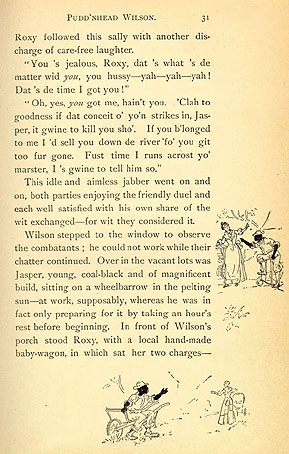 PUDD'NHEAD WILSON. 31
Roxy followed this sally with another dis-
charge of care-free laughter.
"You 's jealous, Roxy, dat 's what 's de
matter wid you, you hussy—yah—yah—yah!
Dat 's de time I got you!"
"Oh, yes, you got me, hain't you. 'Clah to
goodness if dat conceit o' yo'n strikes in, Jas-
per, it gwine to kill you sho'. If you b'longed
to me I 'd sell you down de river 'fo' you git
too fur gone. Fust time I runs acrost yo'
marster, I 's gwine to tell him so."
This idle and aimless jabber went on and
on, both parties enjoying the friendly duel and
each well satisfied with his own share of the
wit exchanged—for wit they considered it.
Wilson stepped to the window to observe
the combatants; he could not work while their
chatter continued. Over in the vacant lots was
Jasper, young, coal-black and of magnificent
build, sitting on a wheelbarrow in the pelting
sun—at work, supposably, whereas he was in
fact only preparing for it by taking an hour's
rest before beginning. In front of Wilson's
porch stood Roxy, with a local hand-made
baby-wagon, in which sat her two charges—